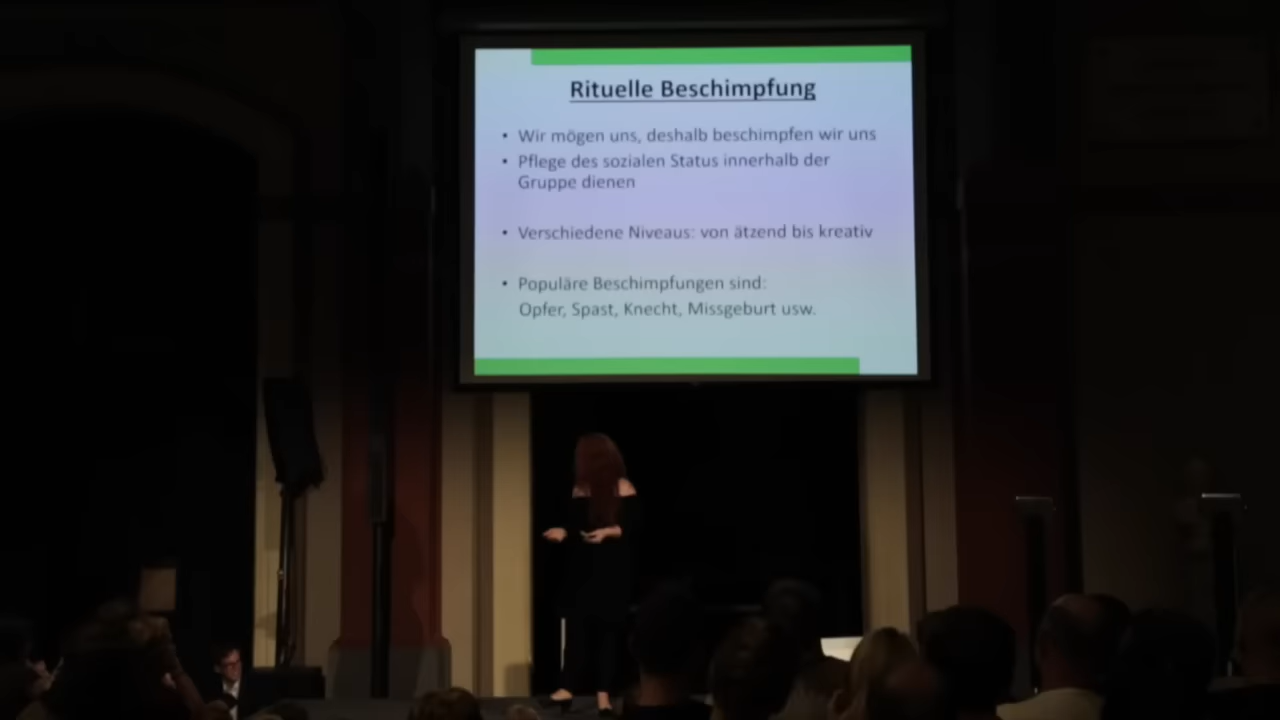 Rituelle Beschimpfung
• Wir mögen uns, deshalb beschimpfen wir uns
• Pflege des sozialen Status innerhalb der
Gruppe dienen
• Verschiedene Niveaus: von ätzend bis kreativ
• Populäre Beschimpfungen sind:
Opfer, Spast, Knecht, Missgeburt usw.